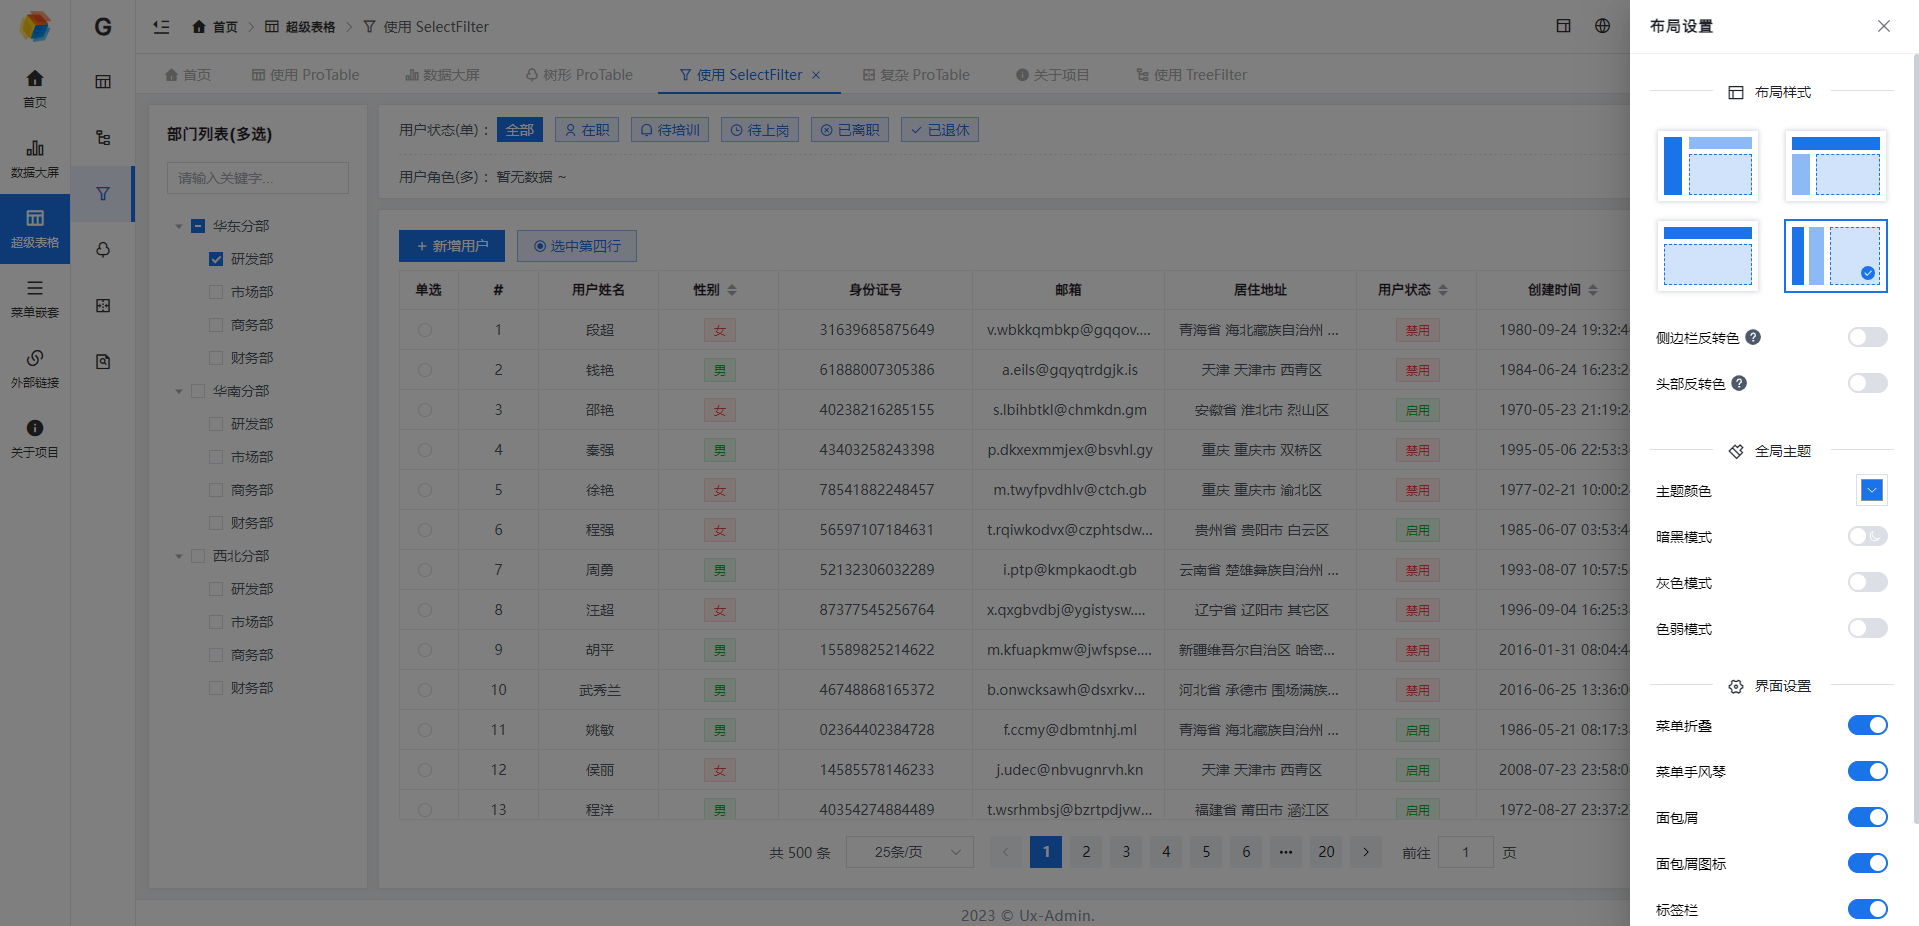 首页
数据大屏
超级表格
菜单嵌套
外部链接
关于项目
G
首页 超级表格 使用 SelectFilter
首页 使用 ProTable 数据大屏 树形 ProTable 使用 SelectFilter 复杂 ProTable 关于项目 使用 TreeFilter
部门列表(多选)
请输入关键字...
华东分部
研发部
市场部
商务部
财务部
华南分部
研发部
市场部
商务部
财务部
西北分部
研发部
市场部
商务部
财务部
用户状态(单)： 全部 在职 待培训 待上岗 已离职 已退休
用户角色(多)： 暂无数据 ~
+ 新增用户 选中第四行
单选 # 用户姓名 性别 身份证号 邮箱 居住地址 用户状态 创建时间
1 段超 女 31639685875649 v.wbkkqmbkp@gqqov.... 青海省 海北藏族自治州 ... 禁用 1980-09-24 19:32:4
2 钱艳 男 61888007305386 a.eils@gqyqtrdgjk.is 天津 天津市 西青区 禁用 1984-06-24 16:23:2
3 邵艳 女 40238216285155 s.lbihbtkl@chmkdn.gm 安徽省 淮北市 烈山区 启用 1970-05-23 21:19:2
4 秦强 男 43403258243398 p.dkxexmmjex@bsvhl.gy 重庆 重庆市 双桥区 禁用 1995-05-06 22:53:3
5 徐艳 女 78541882248457 m.twyfpvdhlv@ctch.gb 重庆 重庆市 渝北区 禁用 1977-02-21 10:00:2
6 程强 女 56597107184631 t.rqiwkodvx@czphtsdw... 贵州省 贵阳市 白云区 启用 1985-06-07 03:53:4
7 周勇 男 52132306032289 i.ptp@kmpkaodt.gb 云南省 楚雄彝族自治州 ... 禁用 1993-08-07 10:57:5
8 汪超 女 87377545256764 x.qxgbvdbj@ygistysw.... 辽宁省 辽阳市 其它区 禁用 1996-09-04 16:25:3
9 胡平 男 15589825214622 m.kfuapkmw@jwfspse.... 新疆维吾尔自治区 哈密... 禁用 2016-01-31 08:04:4
10 武秀兰 男 46748868165372 b.onwcksawh@dsxrkv... 河北省 承德市 围场满族... 禁用 2016-06-25 13:36:0
11 姚敏 男 02364402384728 f.ccmy@dbmtnhj.ml 青海省 海北藏族自治州 ... 启用 1986-05-21 08:17:3
12 侯丽 女 14585578146233 j.udec@nbvugnrvh.kn 天津 天津市 西青区 启用 2008-07-23 23:58:0
13 程洋 男 40354274884489 t.wsrhmbsj@bzrtpdjvw... 福建省 莆田市 涵江区 启用 1972-08-27 23:37:2
共 500 条 25条/页 1 2 3 4 5 6 ••• 20 前往 1 页
2023 © Ux-Admin.
布局设置
布局样式
侧边栏反转色
头部反转色
全局主题
主题颜色
暗黑模式
灰色模式
色弱模式
界面设置
菜单折叠
菜单手风琴
面包屑
面包屑图标
标签栏